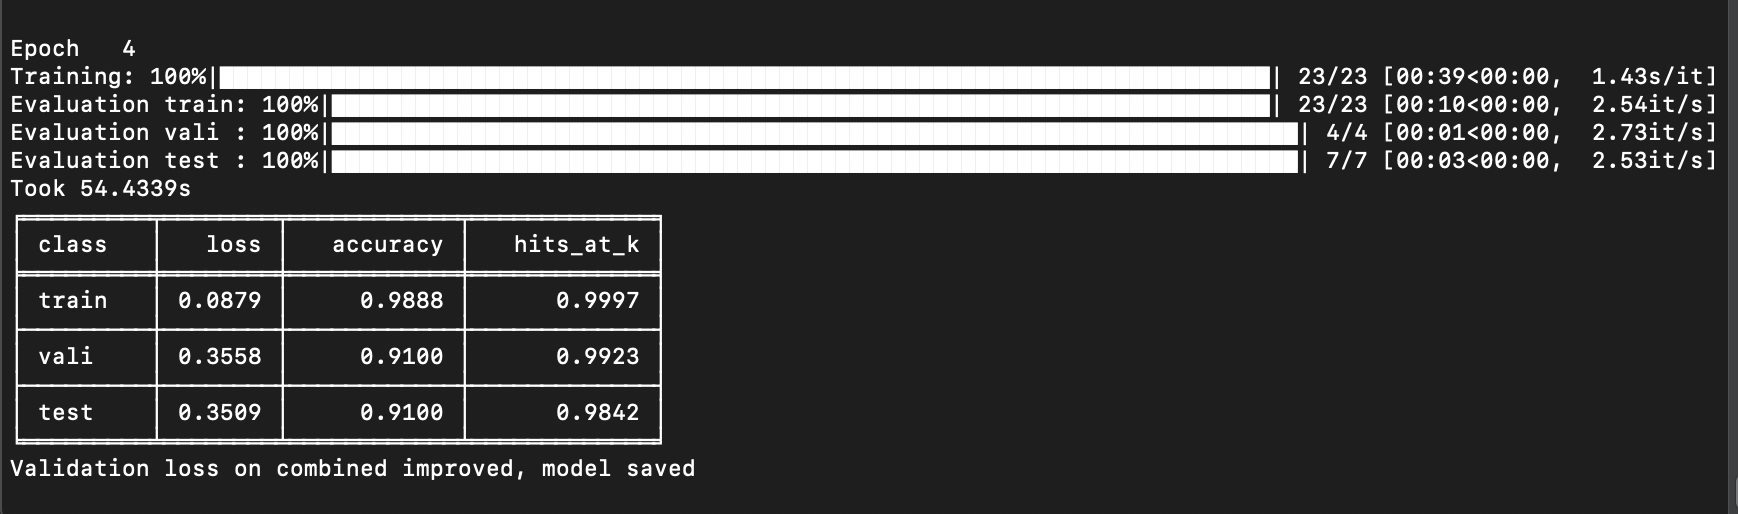 Epoch   4
Training: 100%| 23/23 [00:39<00:00,  1.43s/it]
Evaluation train: 100%| 23/23 [00:10<00:00,  2.54it/s]
Evaluation vali : 100%| 4/4 [00:01<00:00,  2.73it/s]
Evaluation test : 100%| 7/7 [00:03<00:00,  2.53it/s]
Took 54.4339s
class loss accuracy hits_at_k
train 0.0879 0.9888 0.9997
vali 0.3558 0.9100 0.9923
test 0.3509 0.9100 0.9842
Validation loss on combined improved, model saved